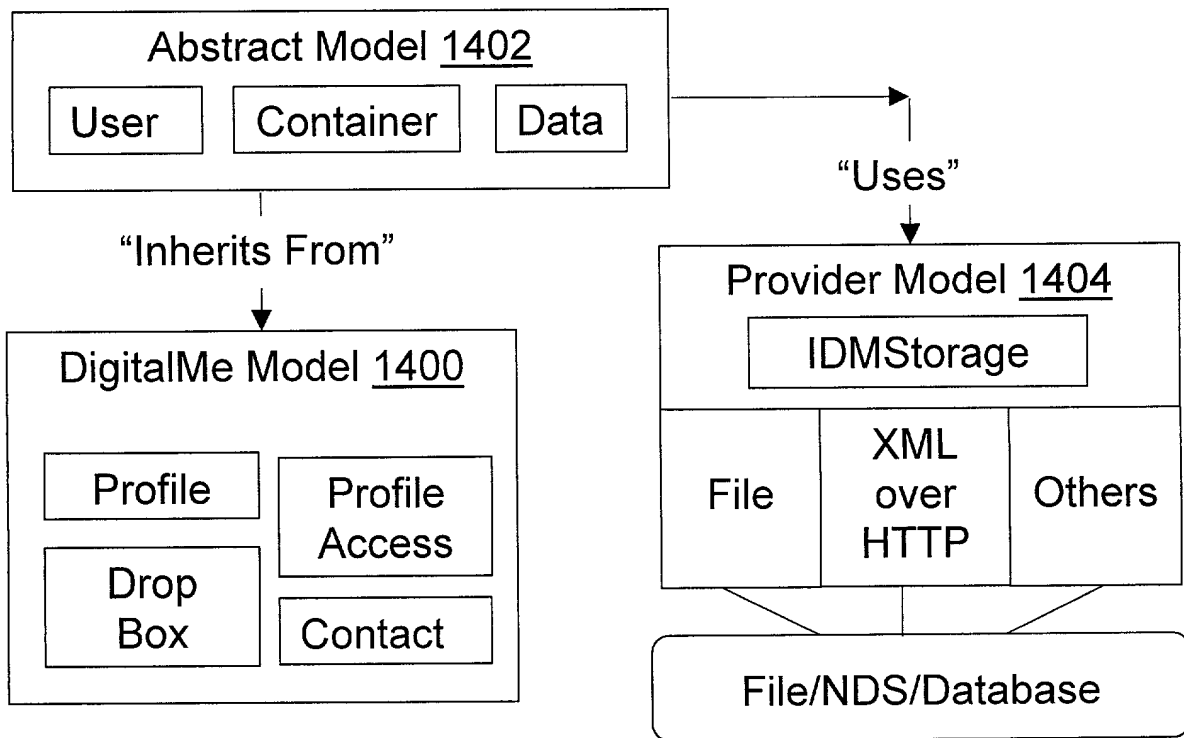 Abstract Model 1402
User
Container
Data
“Uses”
“Inherits From”
Provider Model 1404
IDMStorage
File
XML
over
HTTP
Others
File/NDS/Database
DigitalMe Model 1400
Profile
Profile
Access
Drop
Box
Contact